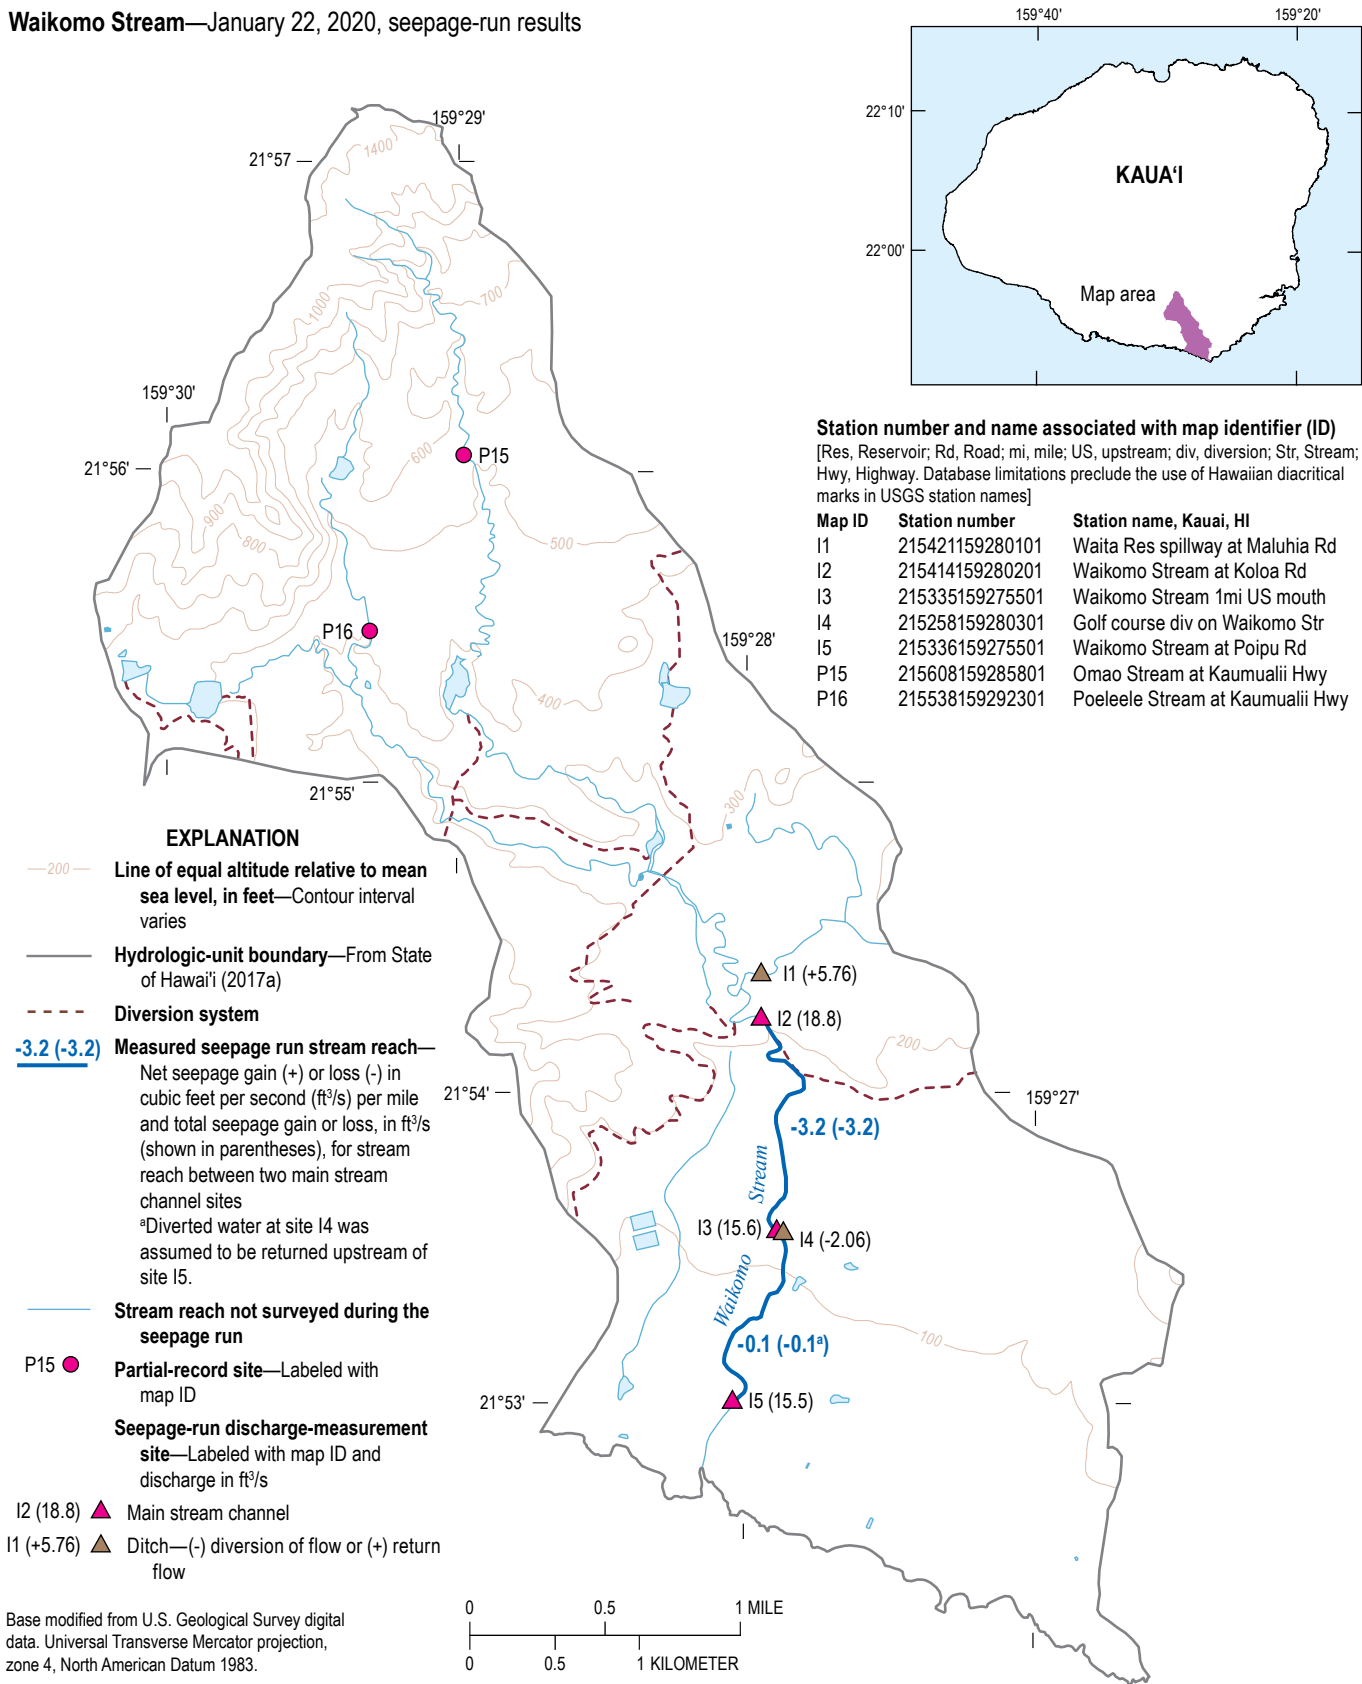 Waikomo Stream—January 22, 2020, seepage-run results
159°40'
159°20'
22°10'
22°00'
KAUA‘I
Map area
159°29'
21°57
1400
1000
700
159°30'
21°56'
600
P15
900
800
500
P16
159°28'
400
21°55'
300
I1 (+5.76)
I2 (18.8)
200
21°54'
159°27'
-3.2 (-3.2)
Stream
I3 (15.6)
I4 (-2.06)
Waikomo
100
-0.1 (-0.1ᵃ)
21°53'
I5 (15.5)
Station number and name associated with map identifier (ID)
[Res, Reservoir; Rd, Road; mi, mile; US, upstream; div, diversion; Str, Stream;
Hwy, Highway. Database limitations preclude the use of Hawaiian diacritical
marks in USGS station names]
Map ID Station number Station name, Kauai, HI
I1 215421159280101 Waita Res spillway at Maluhia Rd
I2 215414159280201 Waikomo Stream at Koloa Rd
I3 215335159275501 Waikomo Stream 1mi US mouth
I4 215258159280301 Golf course div on Waikomo Str
I5 215336159275501 Waikomo Stream at Poipu Rd
P15 215608159285801 Omao Stream at Kaumualii Hwy
P16 215538159292301 Poeleele Stream at Kaumualii Hwy
EXPLANATION
200 Line of equal altitude relative to mean
sea level, in feet—Contour interval
varies
Hydrologic-unit boundary—From State
of Hawai'i (2017a)
Diversion system
-3.2 (-3.2) Measured seepage run stream reach—
Net seepage gain (+) or loss (-) in
cubic feet per second (ft³/s) per mile
and total seepage gain or loss, in ft³/s
(shown in parentheses), for stream
reach between two main stream
channel sites
ᵃDiverted water at site I4 was
assumed to be returned upstream of
site I5.
Stream reach not surveyed during the
seepage run
P15 Partial-record site—Labeled with
map ID
Seepage-run discharge-measurement
site—Labeled with map ID and
discharge in ft³/s
I2 (18.8) Main stream channel
I1 (+5.76) Ditch—(-) diversion of flow or (+) return
flow
Base modified from U.S. Geological Survey digital
data. Universal Transverse Mercator projection,
zone 4, North American Datum 1983.
0 0.5 1 MILE
0 0.5 1 KILOMETER